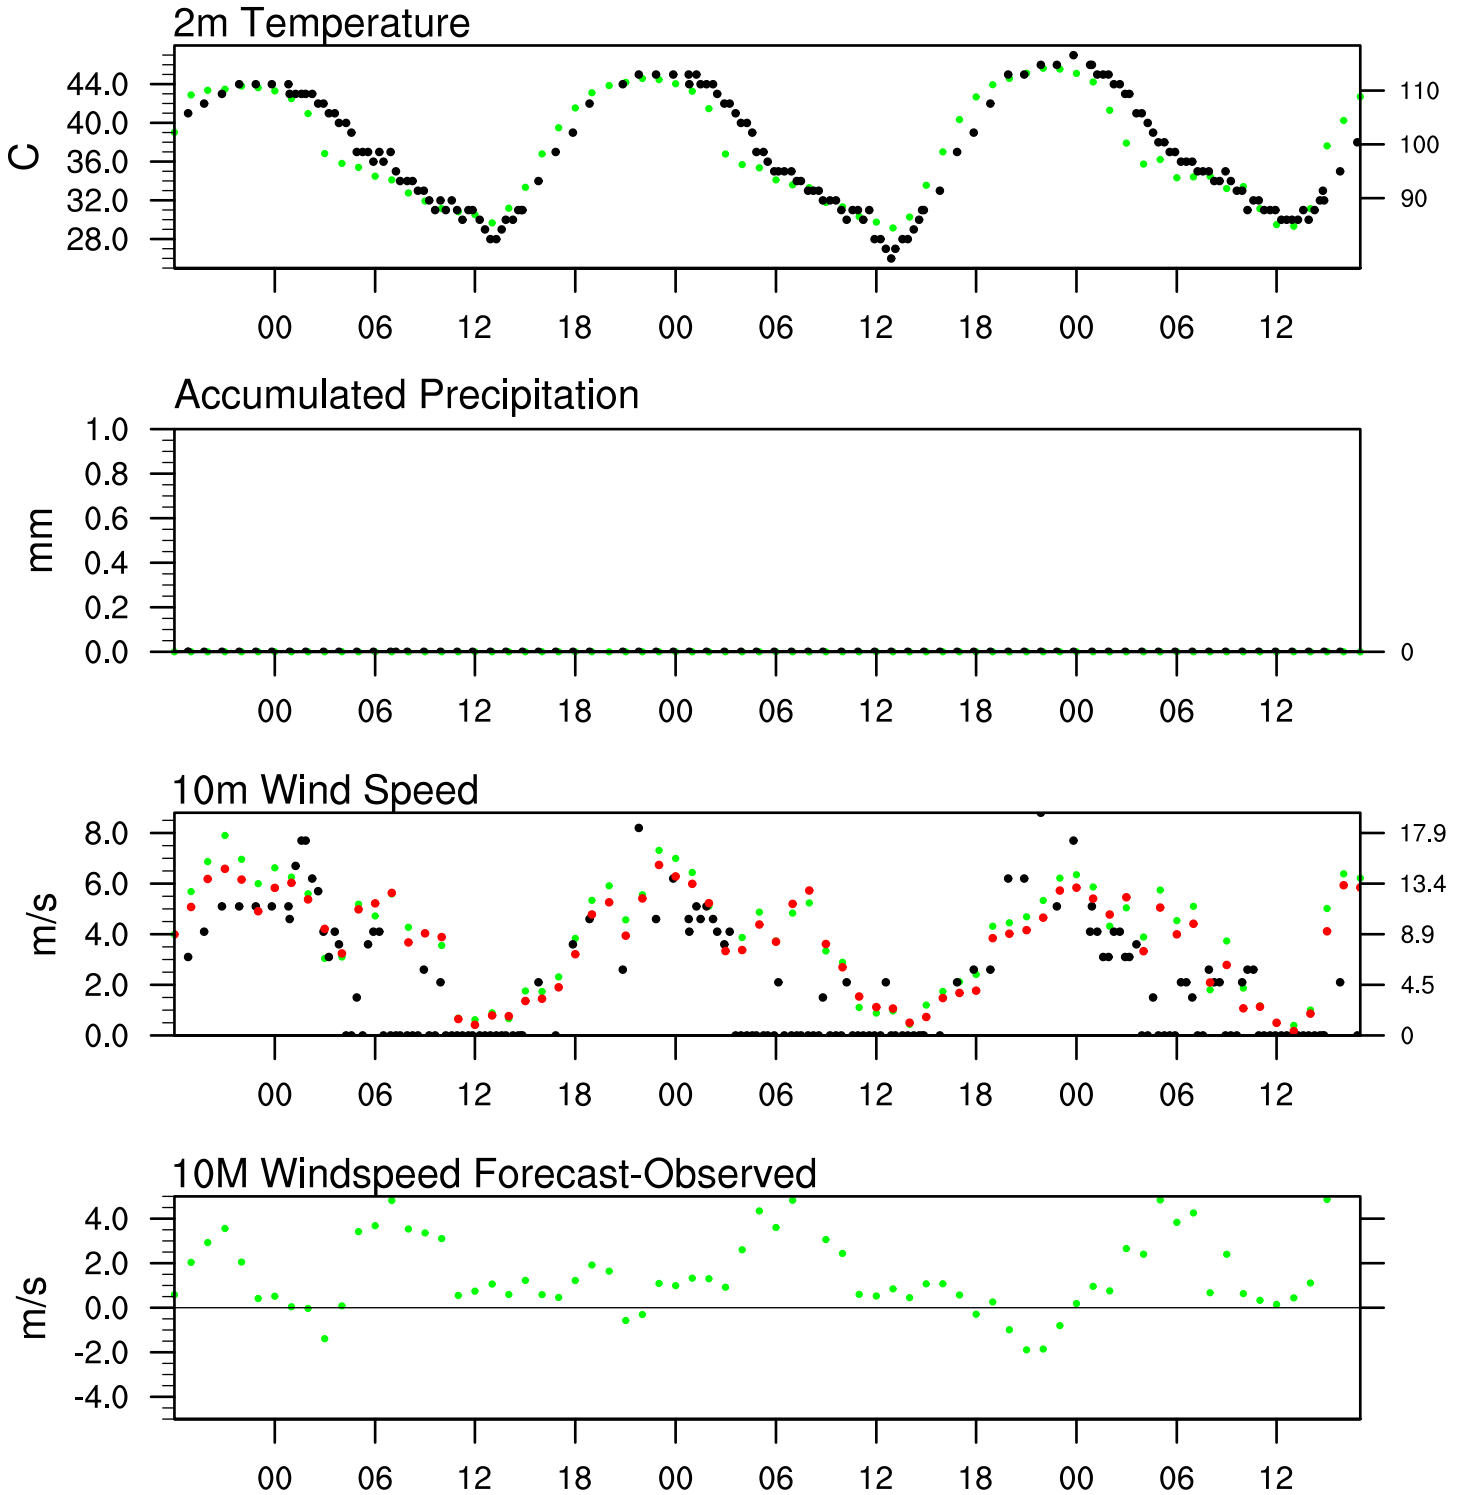 2m Temperature
44.0
40.0
36.0
32.0
28.0
C
110
100
90
00 06 12 18 00 06 12 18 00 06 12
Accumulated Precipitation
1.0
0.8
0.6
0.4
0.2
0.0
mm
0
00 06 12 18 00 06 12 18 00 06 12
10m Wind Speed
8.0
6.0
4.0
2.0
0.0
m/s
17.9
13.4
8.9
4.5
0
00 06 12 18 00 06 12 18 00 06 12
10M Windspeed Forecast-Observed
4.0
2.0
0.0
-2.0
-4.0
m/s
00 06 12 18 00 06 12 18 00 06 12